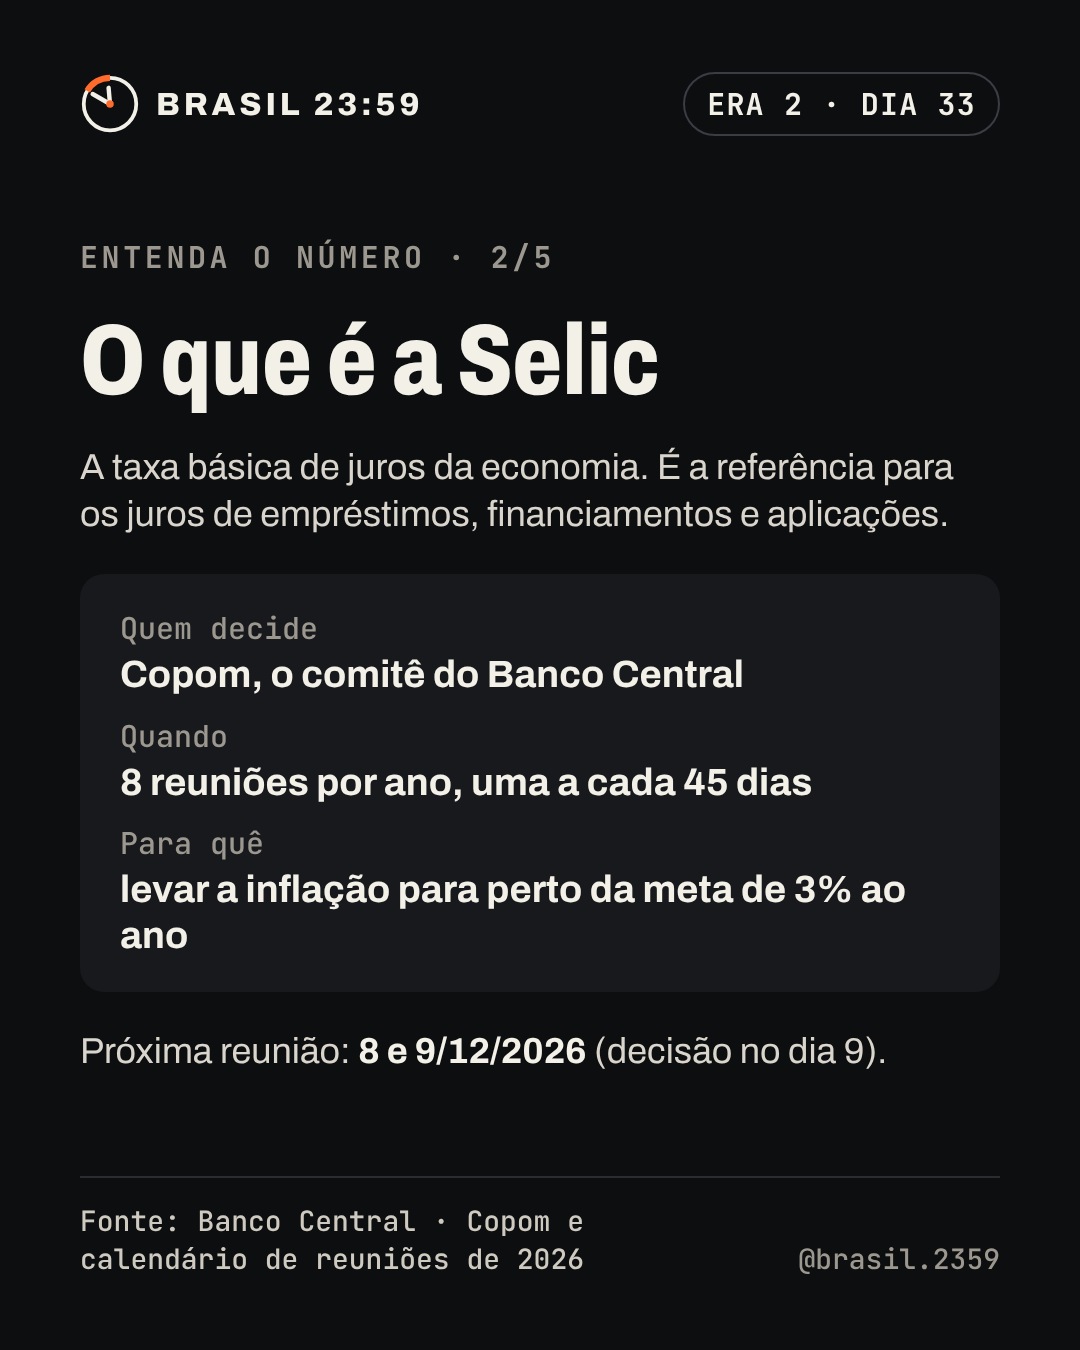 BRASIL 23:59
ERA 2 · DIA 33
ENTENDA O NÚMERO · 2/5
O que é a Selic
A taxa básica de juros da economia. É a referência para
os juros de empréstimos, financiamentos e aplicações.
Quem decide
Copom, o comitê do Banco Central
Quando
8 reuniões por ano, uma a cada 45 dias
Para quê
levar a inflação para perto da meta de 3% ao
ano
Próxima reunião: 8 e 9/12/2026 (decisão no dia 9).
Fonte: Banco Central · Copom e
calendário de reuniões de 2026
@brasil.2359